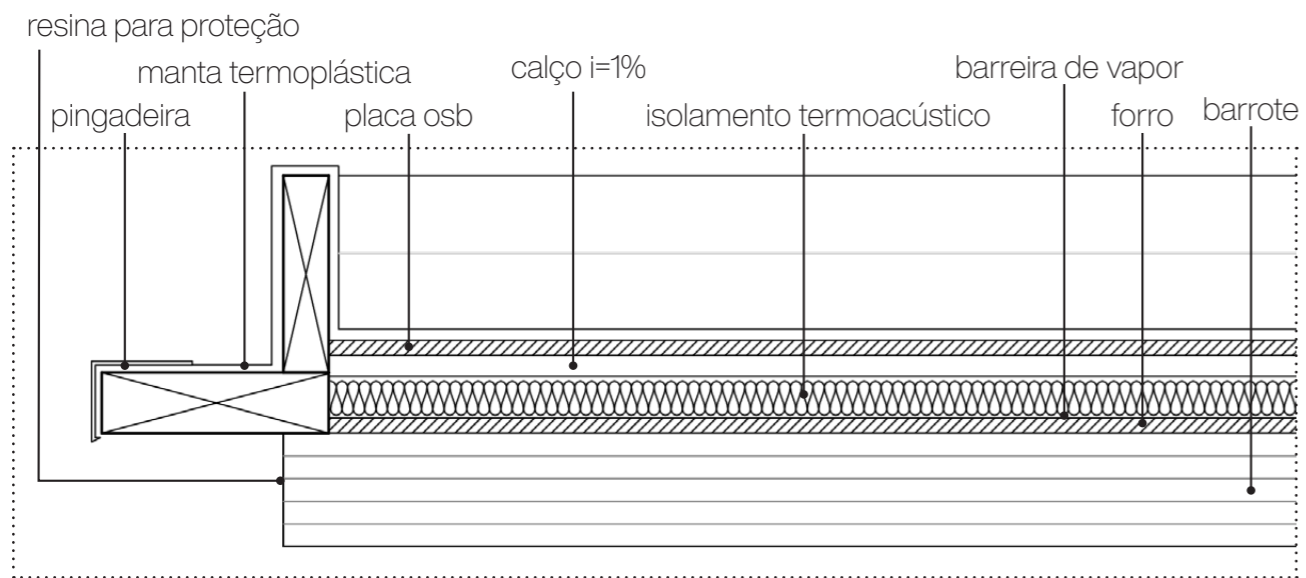 resina para proteção
manta termoplástica calço i=1% barreira de vapor
pingadeira placa osb isolamento termoacústico forro barrote